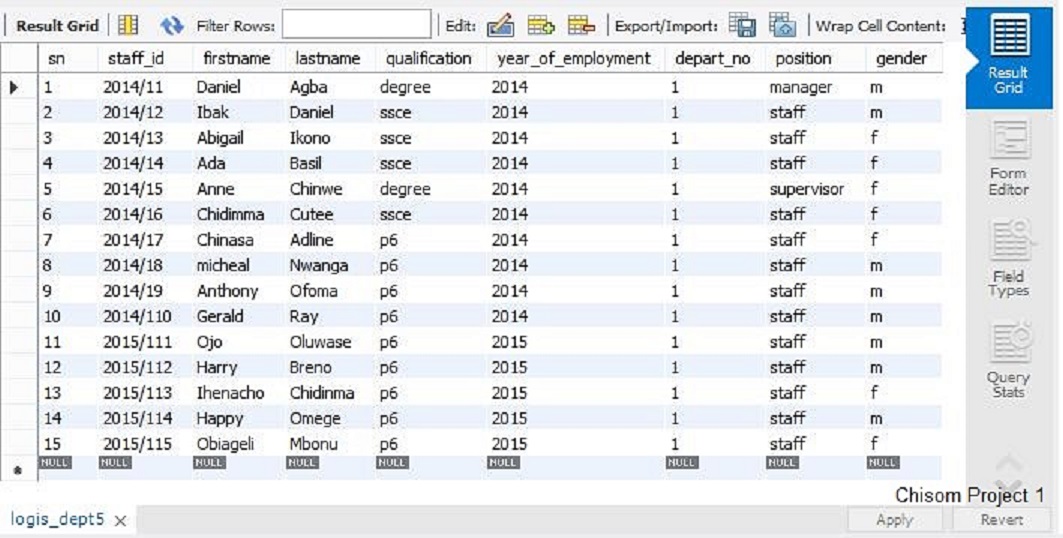 Result Grid Filter Rows: Edit: Export/Import: Wrap Cell Content:
sn staff_id firstname lastname qualification year_of_employment depart_no position gender
1 2014/11 Daniel Agba degree 2014 1 manager m
2 2014/12 Ibak Daniel ssce 2014 1 staff m
3 2014/13 Abigail Ikono ssce 2014 1 staff f
4 2014/14 Ada Basil ssce 2014 1 staff f
5 2014/15 Anne Chinwe degree 2014 1 supervisor f
6 2014/16 Chidimma Cutee ssce 2014 1 staff f
7 2014/17 Chinasa Adline p6 2014 1 staff f
8 2014/18 micheal Nwanga p6 2014 1 staff m
9 2014/19 Anthony Ofoma p6 2014 1 staff m
10 2014/110 Gerald Ray p6 2014 1 staff m
11 2015/111 Ojo Oluwase p6 2015 1 staff m
12 2015/112 Harry Breno p6 2015 1 staff m
13 2015/113 Ihenacho Chidinma p6 2015 1 staff f
14 2015/114 Happy Omege p6 2015 1 staff m
15 2015/115 Obiageli Mbonu p6 2015 1 staff f
NULL NULL NULL NULL NULL NULL NULL NULL NULL
Result
Grid
Form
Editor
Field
Types
Query
Stats
Chisom Project 1
logis_dept5 Apply Revert